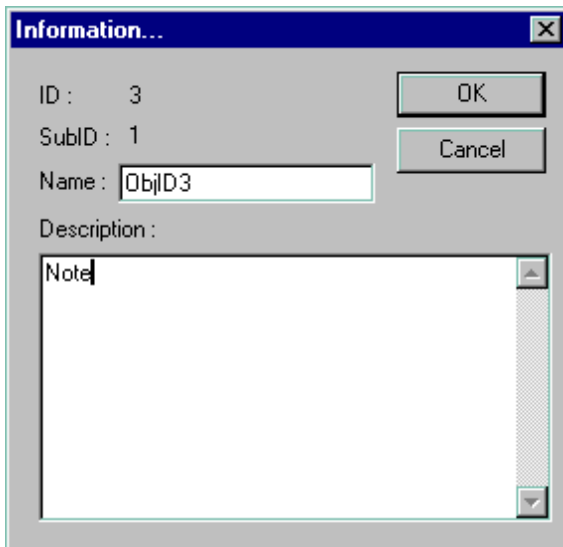 Information...
ID : 3
OK
SubID : 1
Cancel
Name : ObjID3
Description :
Note